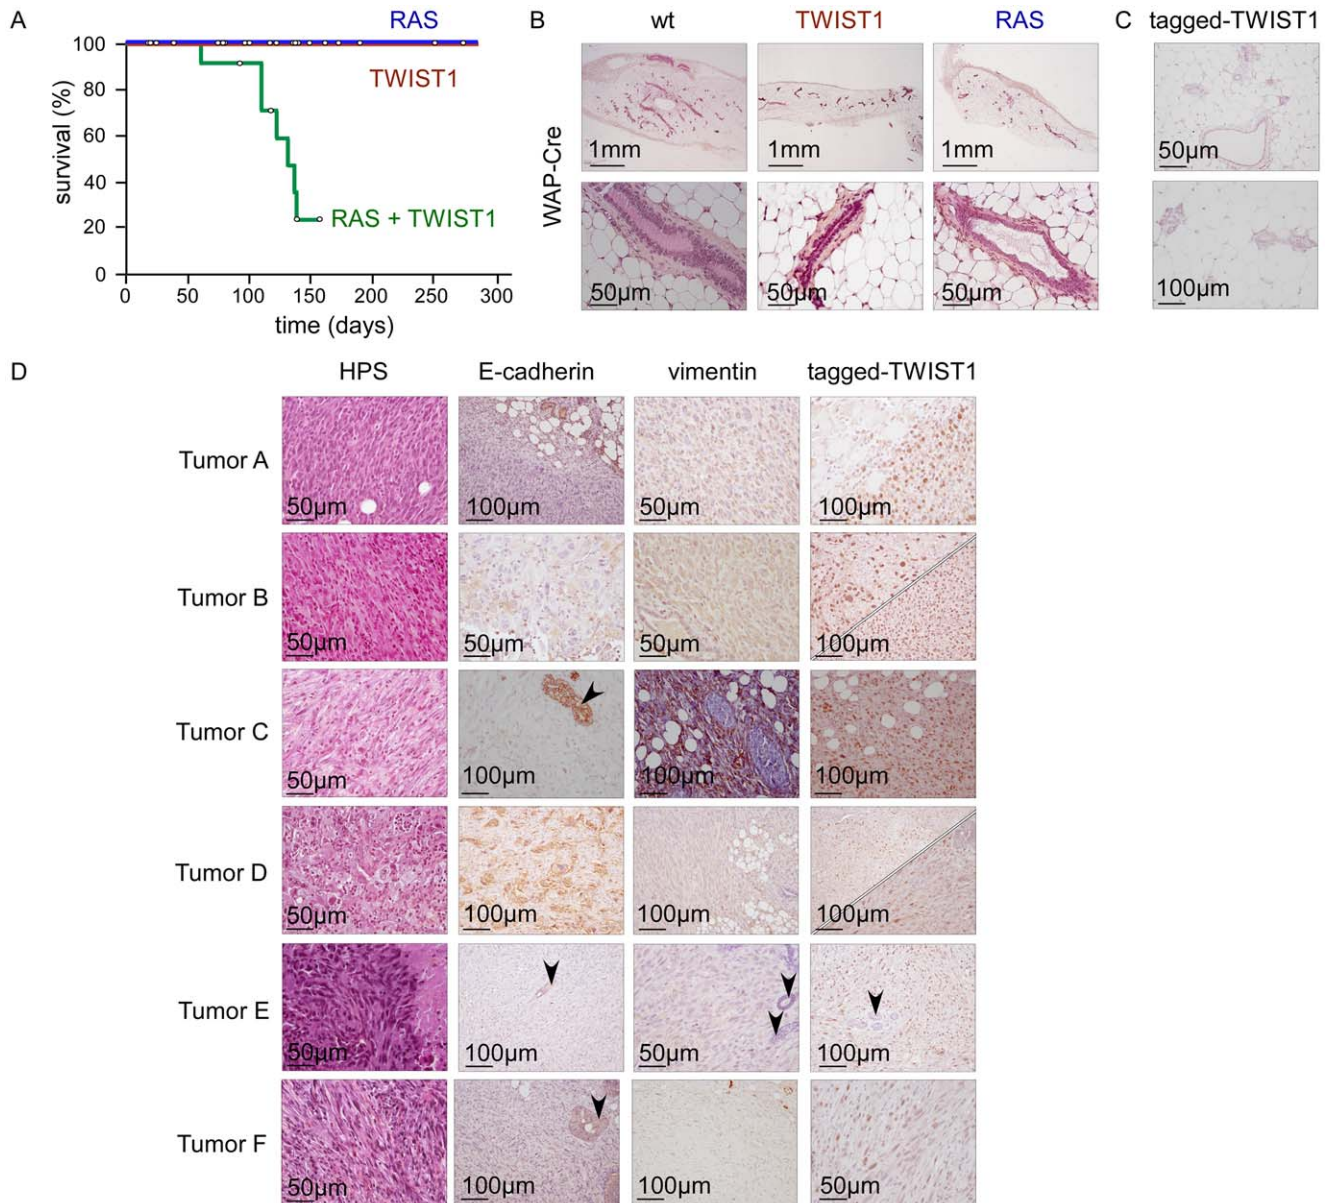 A
RAS
100
TWIST1
80
60
40
20
0
survival (%)
RAS + TWIST1
0 50 100 150 200 250 300
time (days)
B
wt TWIST1 RAS
WAP-Cre
1mm 1mm 1mm
50µm 50µm 50µm
C
tagged-TWIST1
50µm
100µm
D
HPS E-cadherin vimentin tagged-TWIST1
Tumor A
50µm 100µm 50µm 100µm
Tumor B
50µm 50µm 50µm 100µm
Tumor C
50µm 100µm 100µm 100µm
Tumor D
50µm 100µm 100µm 100µm
Tumor E
50µm 100µm 50µm 100µm
Tumor F
50µm 100µm 100µm 50µm